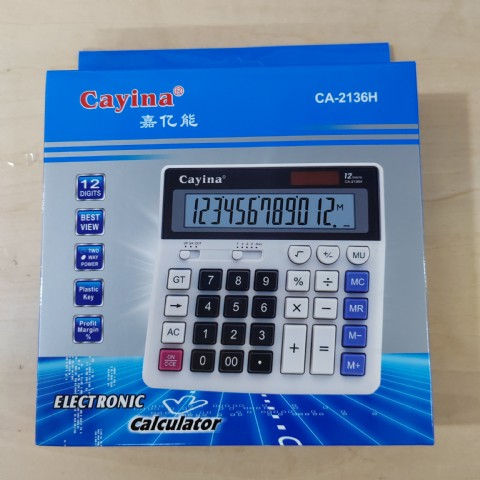 Cayina®
嘉亿能
CA-2136H
12
DIGITS
BEST
VIEW
TWO
WAY
POWER
Plastic
Key
Profit
Margin
%
Cayina®
12
CA-2136H
123456789012. M
GT
→
AC
ON
C/CE
7 8 9
4 5 6
1 2 3
0 00 •
√ +/- MU
% ÷ MC
× − MR
+ = M−
M+
ELECTRONIC
Calculator